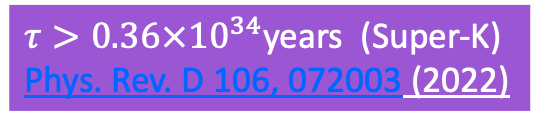 τ > 0.36×10³⁴years (Super-K)
Phys. Rev. D 106, 072003 (2022)